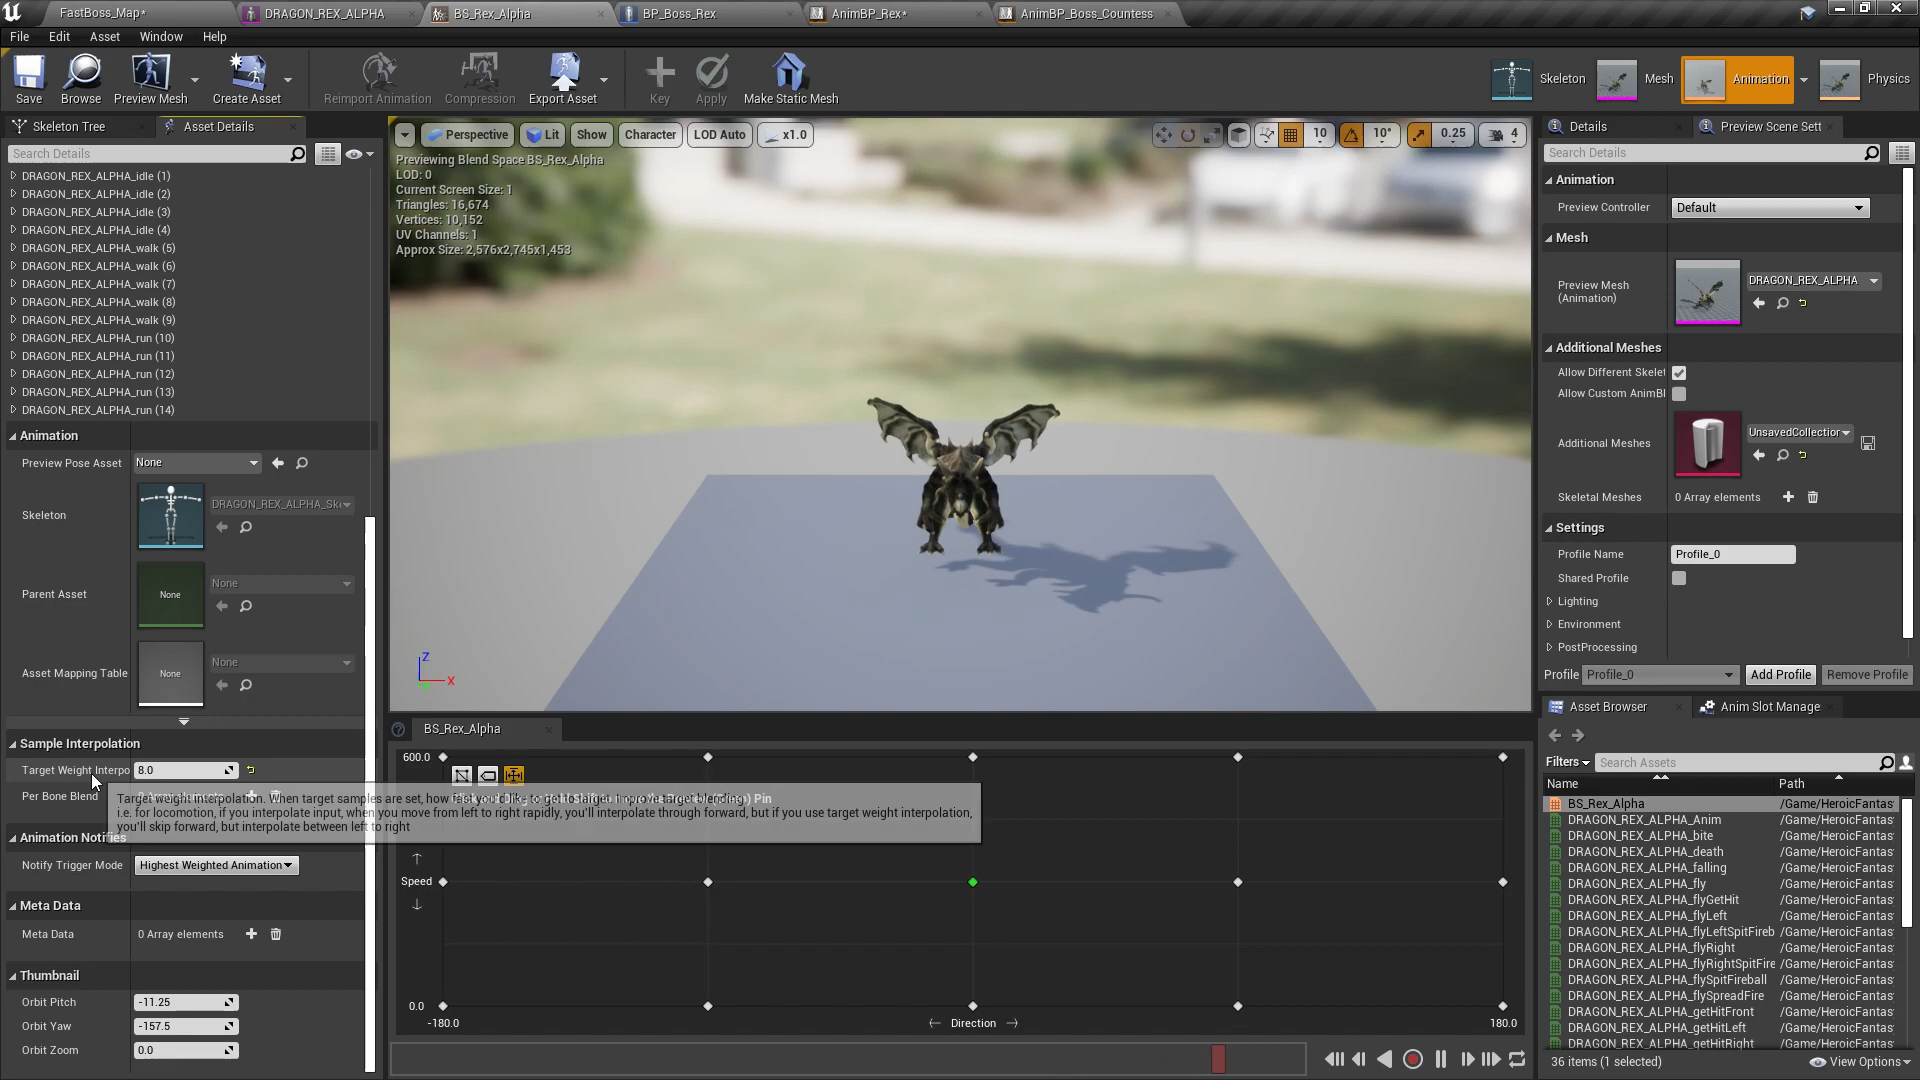 FastBoss_Map*
DRAGON_REX_ALPHA
BS_Rex_Alpha
BP_Boss_Rex
AnimBP_Rex*
AnimBP_Boss_Countess
File Edit Asset Window Help
Save
Browse
Preview Mesh
Create Asset
Reimport Animation
Compression
Export Asset
Key
Apply
Make Static Mesh
Skeleton
Mesh
Animation
Physics
Skeleton Tree
Asset Details
Search Details
DRAGON_REX_ALPHA_idle (1)
DRAGON_REX_ALPHA_idle (2)
DRAGON_REX_ALPHA_idle (3)
DRAGON_REX_ALPHA_idle (4)
DRAGON_REX_ALPHA_walk (5)
DRAGON_REX_ALPHA_walk (6)
DRAGON_REX_ALPHA_walk (7)
DRAGON_REX_ALPHA_walk (8)
DRAGON_REX_ALPHA_walk (9)
DRAGON_REX_ALPHA_run (10)
DRAGON_REX_ALPHA_run (11)
DRAGON_REX_ALPHA_run (12)
DRAGON_REX_ALPHA_run (13)
DRAGON_REX_ALPHA_run (14)
Animation
Preview Pose Asset None
Skeleton DRAGON_REX_ALPHA_Ske
Parent Asset None None
Asset Mapping Table None None
Sample Interpolation
Target Weight Interpo 8.0
Per Bone Blend
Animation Notifies
Notify Trigger Mode Highest Weighted Animation
Meta Data
Meta Data 0 Array elements
Thumbnail
Orbit Pitch -11.25
Orbit Yaw -157.5
Orbit Zoom 0.0
Perspective Lit Show Character LOD Auto x1.0
10 10° 0.25 4
Previewing Blend Space BS_Rex_Alpha
LOD: 0
Current Screen Size: 1
Triangles: 16,674
Vertices: 10,152
UV Channels: 1
Approx Size: 2,576x2,745x1,453
Z
X
BS_Rex_Alpha
600.0
Target weight interpolation. When target samples are set, how fast you'd like to get to target. Improve target blending.
i.e. for locomotion, if you interpolate input, when you move from left to right rapidly, you'll interpolate through forward, but if you use target weight interpolation,
you'll skip forward, but interpolate between left to right
Pin
Speed
0.0
-180.0 Direction 180.0
Details
Preview Scene Sett
Search Details
Animation
Preview Controller Default
Mesh
Preview Mesh
(Animation)
DRAGON_REX_ALPHA
Additional Meshes
Allow Different Skelet
Allow Custom AnimBl
Additional Meshes UnsavedCollection
Skeletal Meshes 0 Array elements
Settings
Profile Name Profile_0
Shared Profile
Lighting
Environment
PostProcessing
Profile Profile_0 Add Profile Remove Profile
Asset Browser
Anim Slot Manage
Filters Search Assets
Name Path
BS_Rex_Alpha /Game/HeroicFantas
DRAGON_REX_ALPHA_Anim /Game/HeroicFantas
DRAGON_REX_ALPHA_bite /Game/HeroicFantas
DRAGON_REX_ALPHA_death /Game/HeroicFantas
DRAGON_REX_ALPHA_falling /Game/HeroicFantas
DRAGON_REX_ALPHA_fly /Game/HeroicFantas
DRAGON_REX_ALPHA_flyGetHit /Game/HeroicFantas
DRAGON_REX_ALPHA_flyLeft /Game/HeroicFantas
DRAGON_REX_ALPHA_flyLeftSpitFireb /Game/HeroicFantas
DRAGON_REX_ALPHA_flyRight /Game/HeroicFantas
DRAGON_REX_ALPHA_flyRightSpitFire /Game/HeroicFantas
DRAGON_REX_ALPHA_flySpitFireball /Game/HeroicFantas
DRAGON_REX_ALPHA_flySpreadFire /Game/HeroicFantas
DRAGON_REX_ALPHA_getHitFront /Game/HeroicFantas
DRAGON_REX_ALPHA_getHitLeft /Game/HeroicFantas
DRAGON_REX_ALPHA_getHitRight /Game/HeroicFantas
36 items (1 selected)
View Options